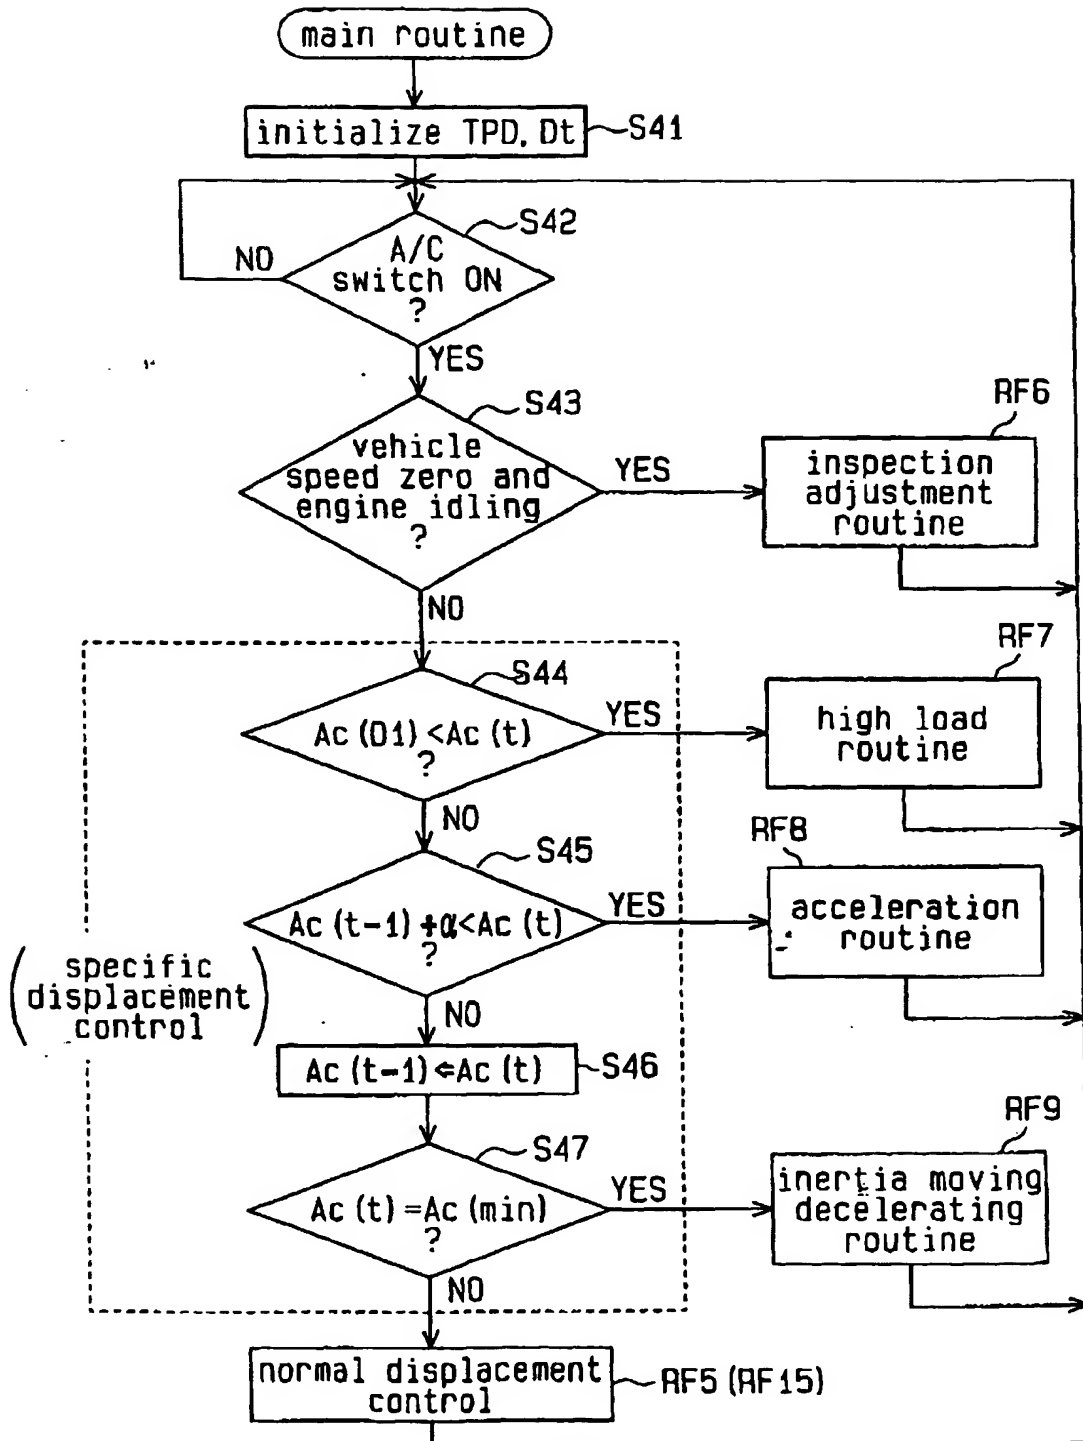 main routine
initialize TPD, Dt
S41
S42
A/C
switch ON
?
NO
YES
S43
vehicle
speed zero and
engine idling
?
YES
RF6
inspection
adjustment
routine
NO
S44
Ac(D1)<Ac(t)
?
YES
RF7
high load
routine
NO
S45
Ac(t-1)+α<Ac(t)
?
YES
RF8
acceleration
routine
(specific
displacement
control)
NO
Ac(t-1)⇐Ac(t)
S46
S47
Ac(t)=Ac(min)
?
YES
RF9
inertia moving
decelerating
routine
NO
normal displacement
control
RF5(RF15)